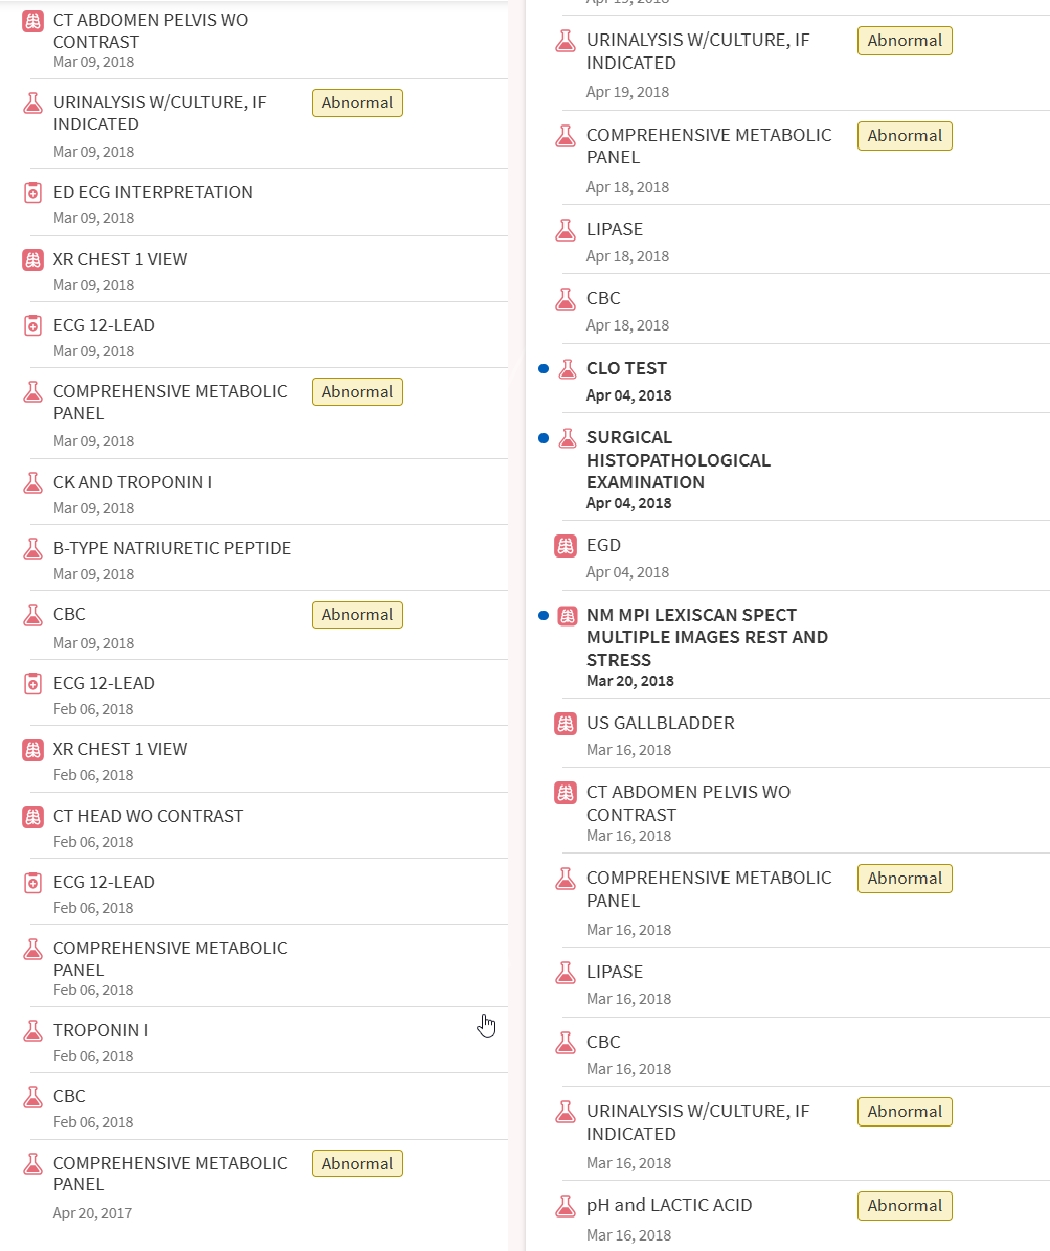 CT ABDOMEN PELVIS WO
CONTRAST
Mar 09, 2018
URINALYSIS W/CULTURE, IF
INDICATED
Abnormal
Mar 09, 2018
ED ECG INTERPRETATION
Mar 09, 2018
XR CHEST 1 VIEW
Mar 09, 2018
ECG 12-LEAD
Mar 09, 2018
COMPREHENSIVE METABOLIC
PANEL
Abnormal
Mar 09, 2018
CK AND TROPONIN I
Mar 09, 2018
B-TYPE NATRIURETIC PEPTIDE
Mar 09, 2018
CBC
Abnormal
Mar 09, 2018
ECG 12-LEAD
Feb 06, 2018
XR CHEST 1 VIEW
Feb 06, 2018
CT HEAD WO CONTRAST
Feb 06, 2018
ECG 12-LEAD
Feb 06, 2018
COMPREHENSIVE METABOLIC
PANEL
Feb 06, 2018
TROPONIN I
Feb 06, 2018
CBC
Feb 06, 2018
COMPREHENSIVE METABOLIC
PANEL
Abnormal
Apr 20, 2017
Apr 19, 2018
URINALYSIS W/CULTURE, IF
INDICATED
Abnormal
Apr 19, 2018
COMPREHENSIVE METABOLIC
PANEL
Abnormal
Apr 18, 2018
LIPASE
Apr 18, 2018
CBC
Apr 18, 2018
CLO TEST
Apr 04, 2018
SURGICAL
HISTOPATHOLOGICAL
EXAMINATION
Apr 04, 2018
EGD
Apr 04, 2018
NM MPI LEXISCAN SPECT
MULTIPLE IMAGES REST AND
STRESS
Mar 20, 2018
US GALLBLADDER
Mar 16, 2018
CT ABDOMEN PELVIS WO
CONTRAST
Mar 16, 2018
COMPREHENSIVE METABOLIC
PANEL
Abnormal
Mar 16, 2018
LIPASE
Mar 16, 2018
CBC
Mar 16, 2018
URINALYSIS W/CULTURE, IF
INDICATED
Abnormal
Mar 16, 2018
pH and LACTIC ACID
Abnormal
Mar 16, 2018